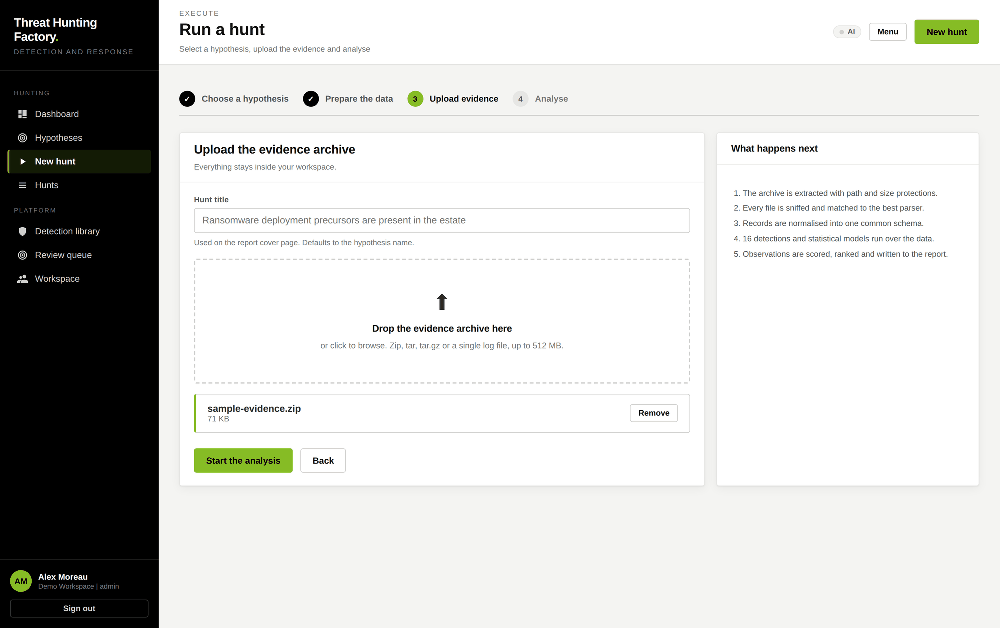 Threat Hunting
Factory.
DETECTION AND RESPONSE
HUNTING
Dashboard
Hypotheses
New hunt
Hunts
PLATFORM
Detection library
Review queue
Workspace
AM
Alex Moreau
Demo Workspace | admin
Sign out
EXECUTE
Run a hunt
Select a hypothesis, upload the evidence and analyse
AI
Menu
New hunt
✓ Choose a hypothesis
✓ Prepare the data
3 Upload evidence
4 Analyse
Upload the evidence archive
Everything stays inside your workspace.
Hunt title
Ransomware deployment precursors are present in the estate
Used on the report cover page. Defaults to the hypothesis name.
Drop the evidence archive here
or click to browse. Zip, tar, tar.gz or a single log file, up to 512 MB.
sample-evidence.zip
71 KB
Remove
Start the analysis
Back
What happens next
1. The archive is extracted with path and size protections.
2. Every file is sniffed and matched to the best parser.
3. Records are normalised into one common schema.
4. 16 detections and statistical models run over the data.
5. Observations are scored, ranked and written to the report.